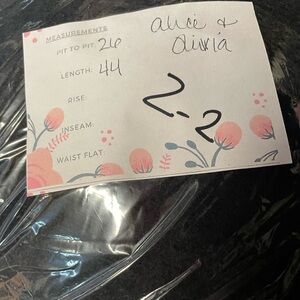 MEASUREMENTS
alice +
olivia
PIT TO PIT: 26
LENGTH: 44
RISE:
2-2
INSEAM:
WAIST FLAT: